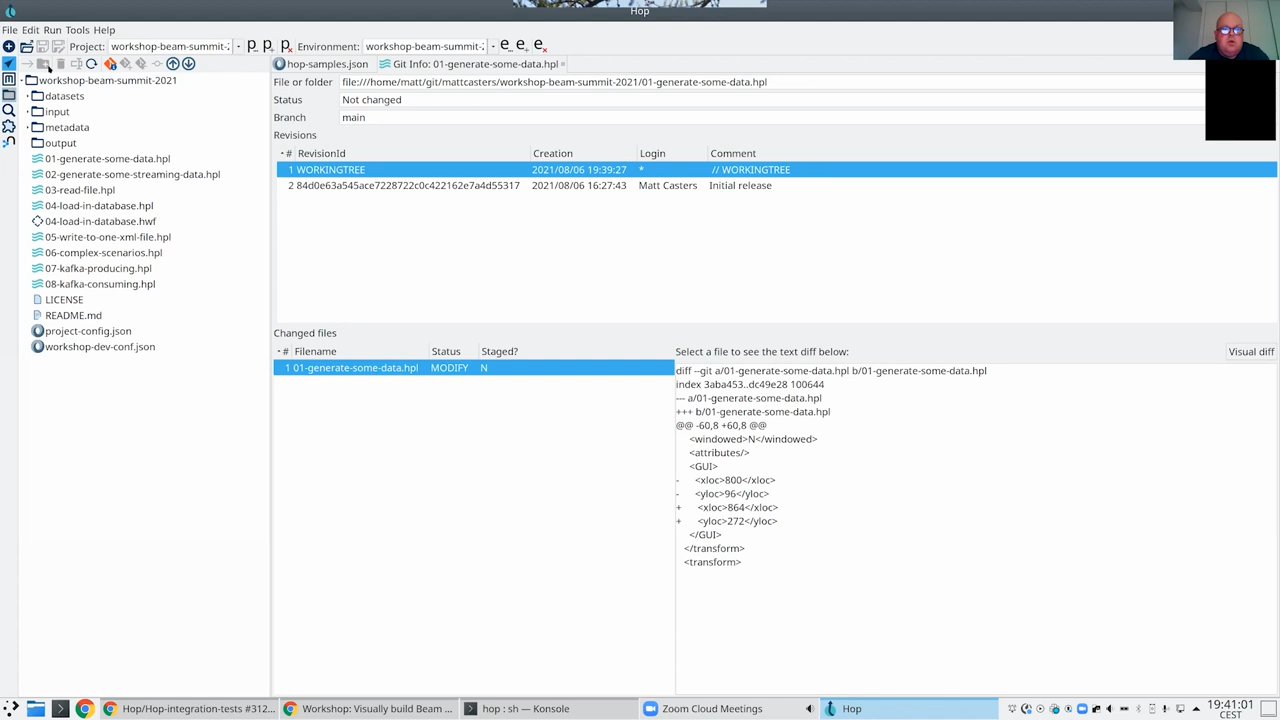 Hop
File Edit Run Tools Help
Project: workshop-beam-summit-2 Environment: workshop-beam-summit-2
hop-samples.json Git Info: 01-generate-some-data.hpl
workshop-beam-summit-2021
datasets
input
metadata
output
01-generate-some-data.hpl
02-generate-some-streaming-data.hpl
03-read-file.hpl
04-load-in-database.hpl
04-load-in-database.hwf
05-write-to-one-xml-file.hpl
06-complex-scenarios.hpl
07-kafka-producing.hpl
08-kafka-consuming.hpl
LICENSE
README.md
project-config.json
workshop-dev-conf.json
File or folder file:///home/matt/git/mattcasters/workshop-beam-summit-2021/01-generate-some-data.hpl
Status Not changed
Branch main
Revisions
# RevisionId Creation Login Comment
1 WORKINGTREE 2021/08/06 19:39:27 * // WORKINGTREE
2 84d0e63a545ace7228722c0c422162e7a4d55317 2021/08/06 16:27:43 Matt Casters Initial release
Changed files
# Filename Status Staged?
1 01-generate-some-data.hpl MODIFY N
Select a file to see the text diff below: Visual diff
diff --git a/01-generate-some-data.hpl b/01-generate-some-data.hpl
index 3aba453..dc49e28 100644
--- a/01-generate-some-data.hpl
+++ b/01-generate-some-data.hpl
@@ -60,8 +60,8 @@
<windowed>N</windowed>
<attributes/>
<GUI>
- <xloc>800</xloc>
- <yloc>96</yloc>
+ <xloc>864</xloc>
+ <yloc>272</yloc>
</GUI>
</transform>
<transform>
Hop/Hop-integration-tests #312... Workshop: Visually build Beam ... hop : sh — Konsole Zoom Cloud Meetings Hop 19:41:01
CEST